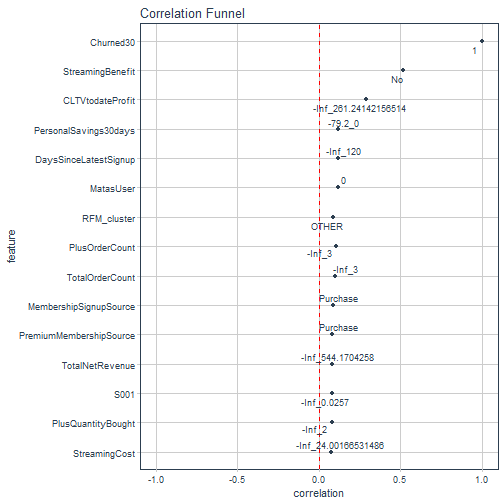 Correlation Funnel
Churned30
1
StreamingBenefit
No
CLTVtodateProfit
-Inf_261.24142156514
PersonalSavings30days
-79.2_0
DaysSinceLatestSignup
-Inf_120
MatasUser
0
RFM_cluster
OTHER
PlusOrderCount
-Inf_3
TotalOrderCount
-Inf_3
MembershipSignupSource
Purchase
PremiumMembershipSource
Purchase
TotalNetRevenue
-Inf_544.1704258
S001
-Inf_0.0257
PlusQuantityBought
-Inf_2
StreamingCost
-Inf_24.00166531486
feature
-1.0 -0.5 0.0 0.5 1.0
correlation